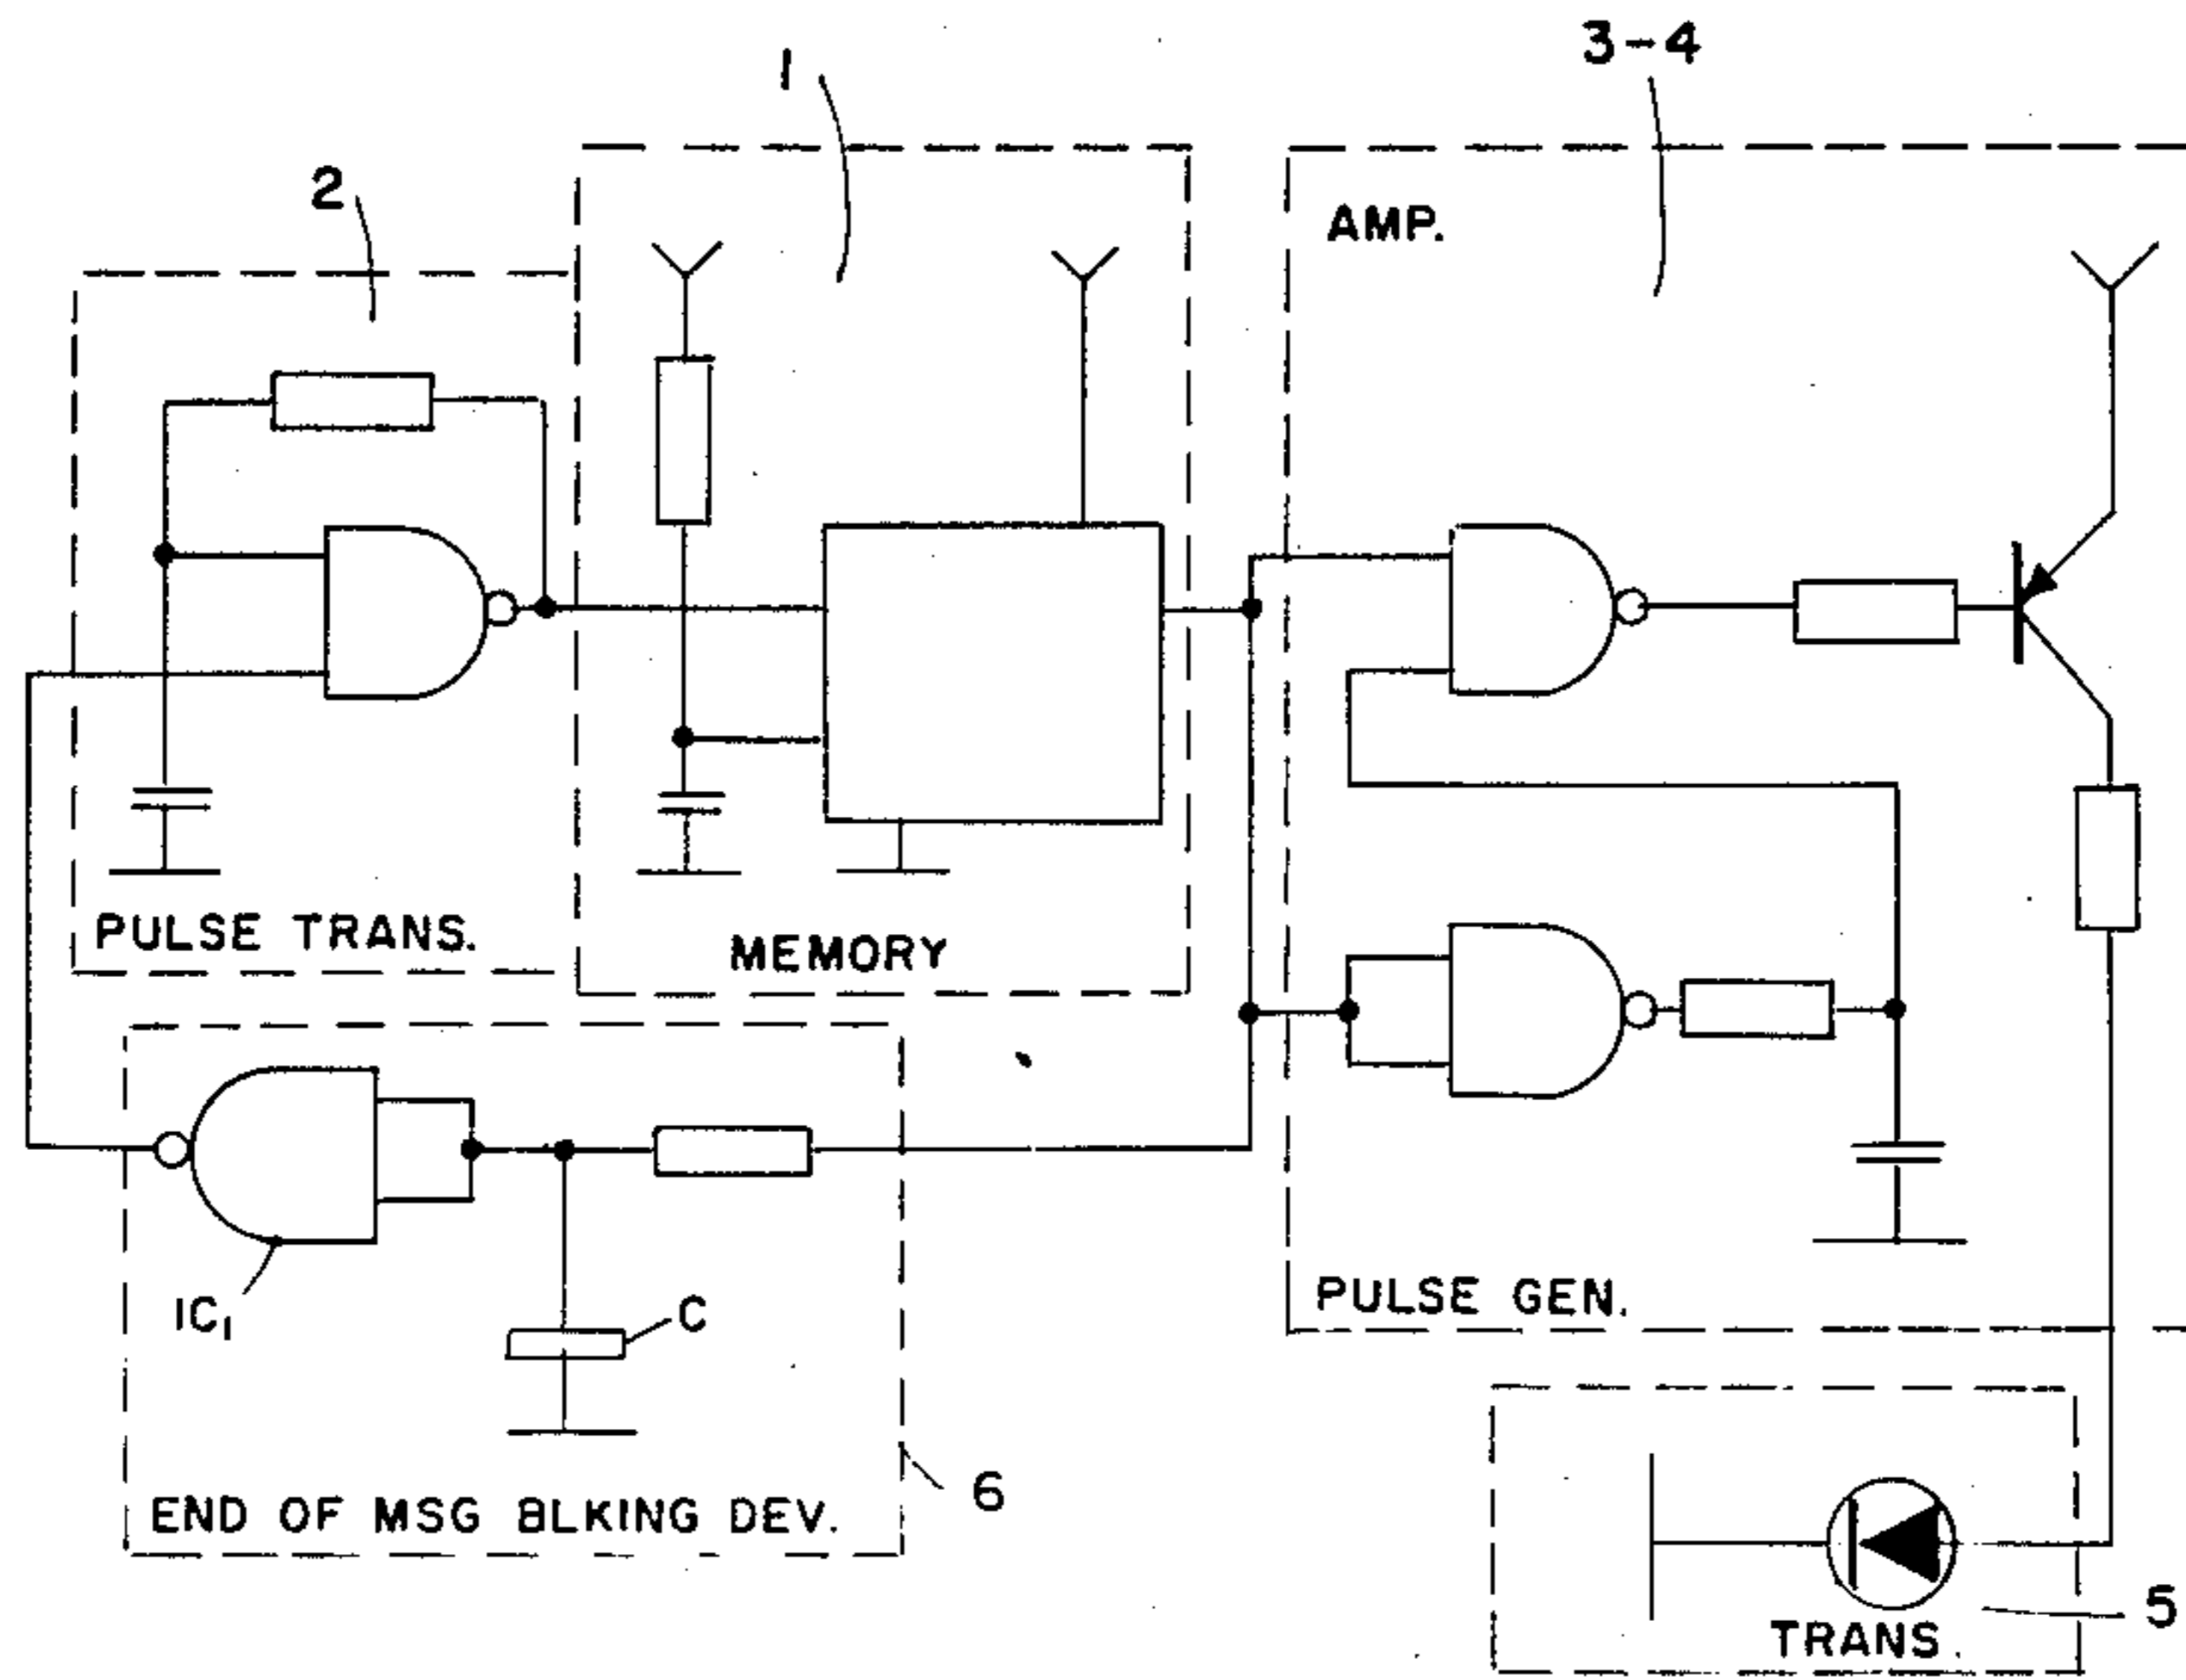 1
3-4
2
AMP.
PULSE TRANS.
MEMORY
IC1
C
PULSE GEN.
END OF MSG BLKING DEV.
6
5
TRANS.